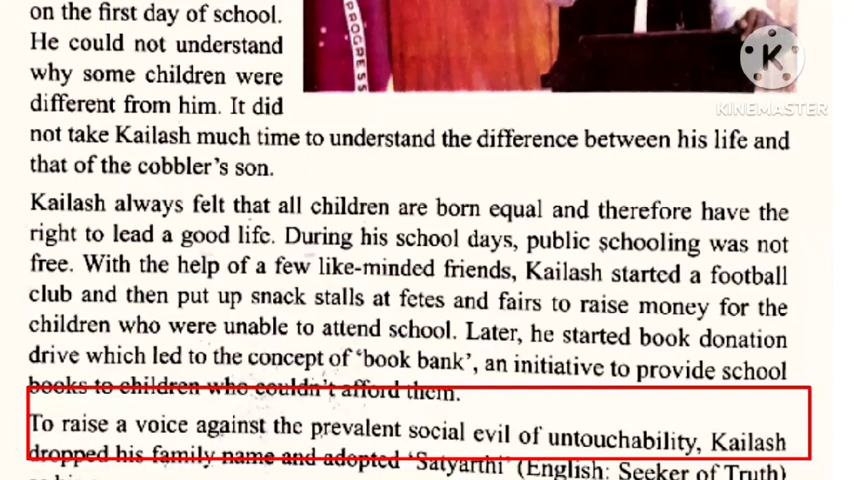 on the first day of school.
PROGRESS
K
He could not understand
why some children were
KINEMASTER
different from him. It did
not take Kailash much time to understand the difference between his life and
that of the cobbler's son.
Kailash always felt that all children are born equal and therefore have the
right to lead a good life. During his school days, public schooling was not
free. With the help of a few like-minded friends, Kailash started a football
club and then put up snack stalls at fetes and fairs to raise money for the
children who were unable to attend school. Later, he started book donation
drive which led to the concept of 'book bank', an initiative to provide school
books to children who couldn't afford them.
To raise a voice against the prevalent social evil of untouchability, Kailash
dropped his family name and adopted 'Satyarthi' (English: Seeker of Truth)